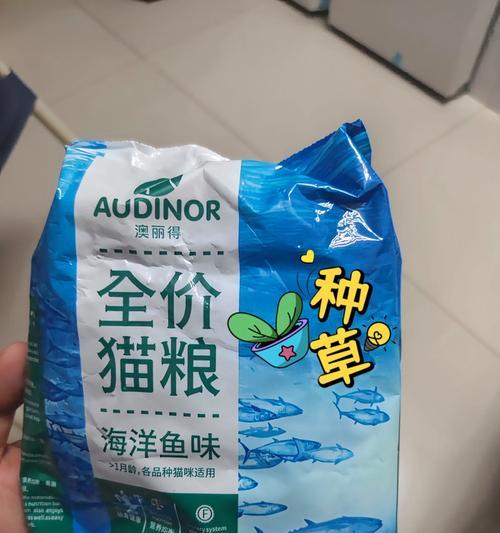 AUDINOR
澳丽得
全价
猫粮
海洋鱼味
>1月龄,各品种猫咪适用
种
草
F
system